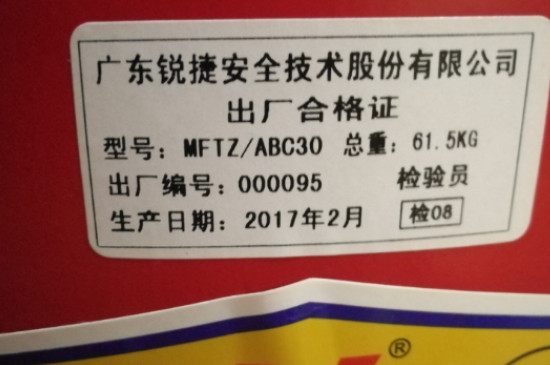 广东锐捷安全技术股份有限公司
出厂合格证
型号：MFTZ/ABC30 总重：61.5KG
出厂编号：000095 检验员
生产日期：2017年2月 检08
®